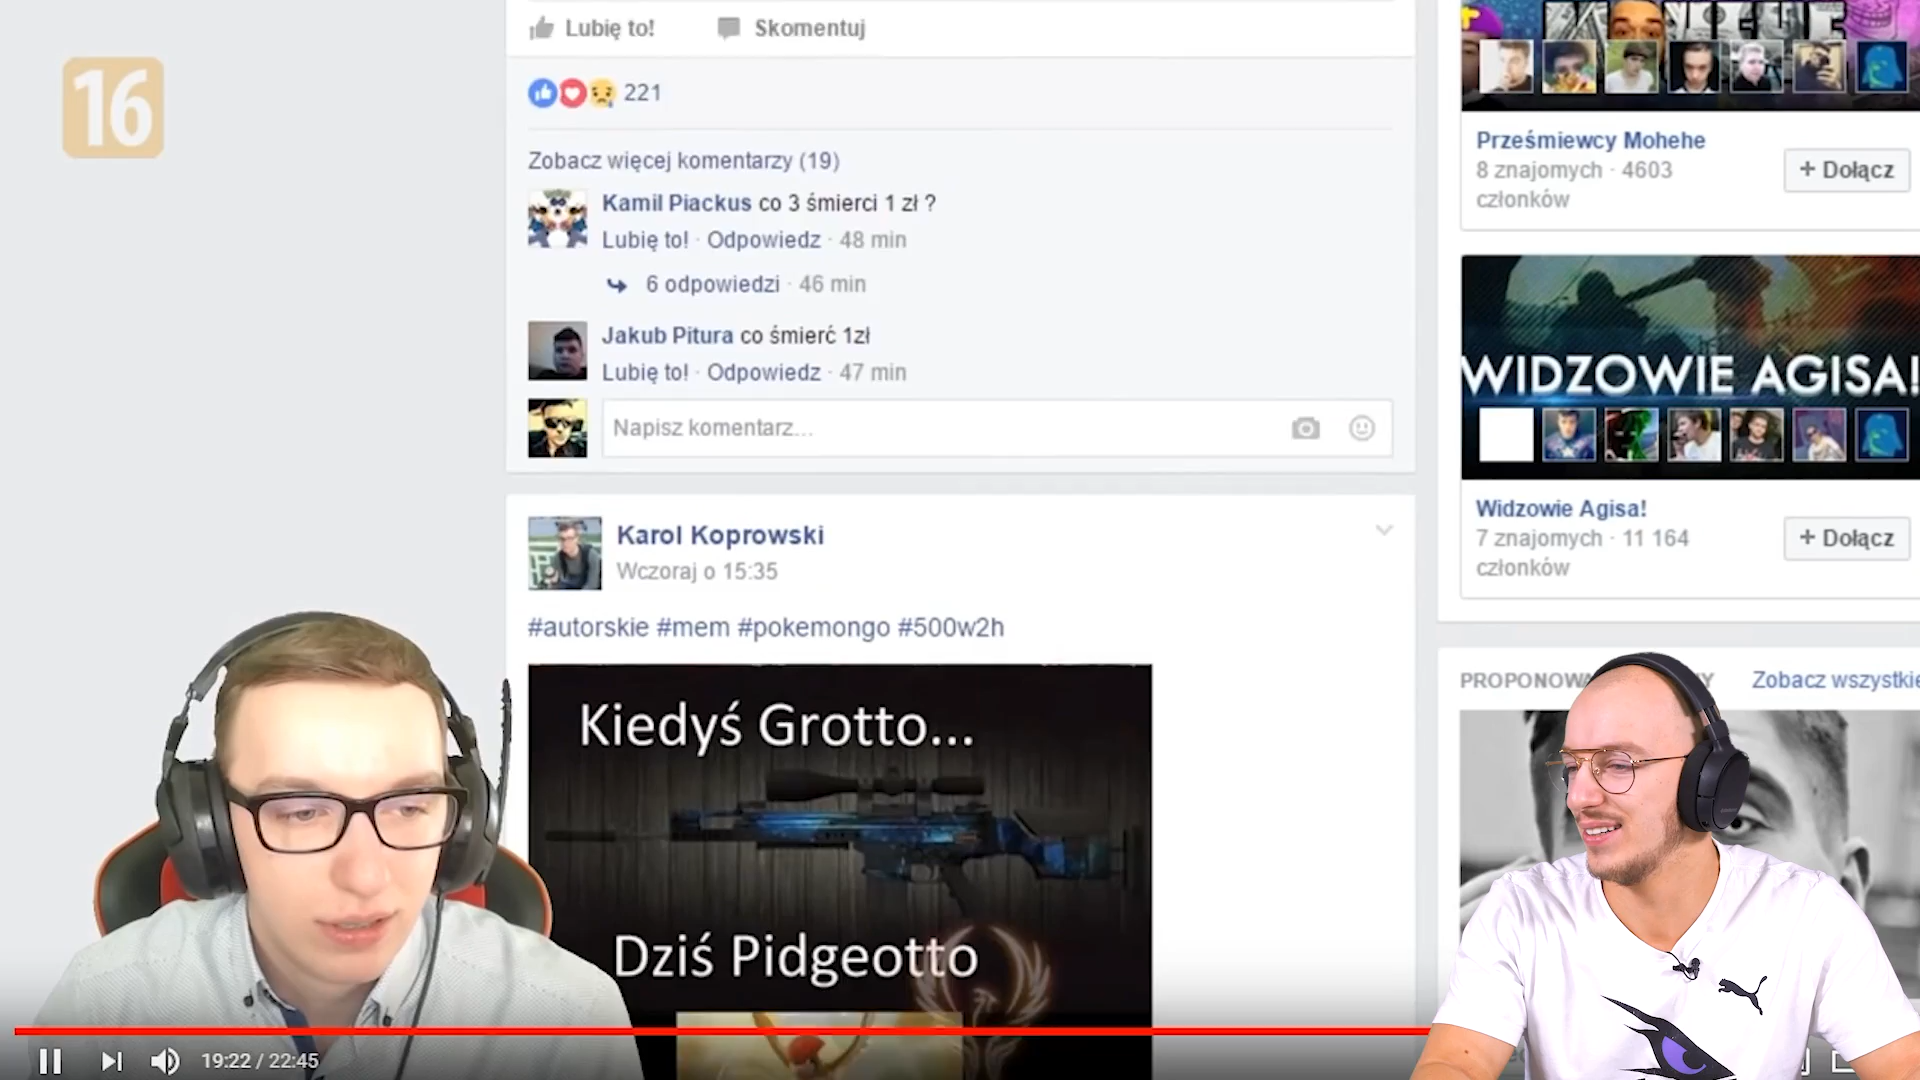 16
Lubię to!
Skomentuj
221
Zobacz więcej komentarzy (19)
Kamil Piackus co 3 śmierci 1 zł ?
Lubię to! · Odpowiedz · 48 min
6 odpowiedzi · 46 min
Jakub Pitura co śmierć 1zł
Lubię to! · Odpowiedz · 47 min
Napisz komentarz...
Karol Koprowski
Wczoraj o 15:35
#autorskie #mem #pokemongo #500w2h
Kiedyś Grotto...
Dziś Pidgeotto
Prześmiewcy Mohehe
8 znajomych · 4603
członków
+ Dołącz
WIDZOWIE AGISA!
Widzowie Agisa!
7 znajomych · 11 164
członków
+ Dołącz
Zobacz wszystkie
19:22 / 22:45